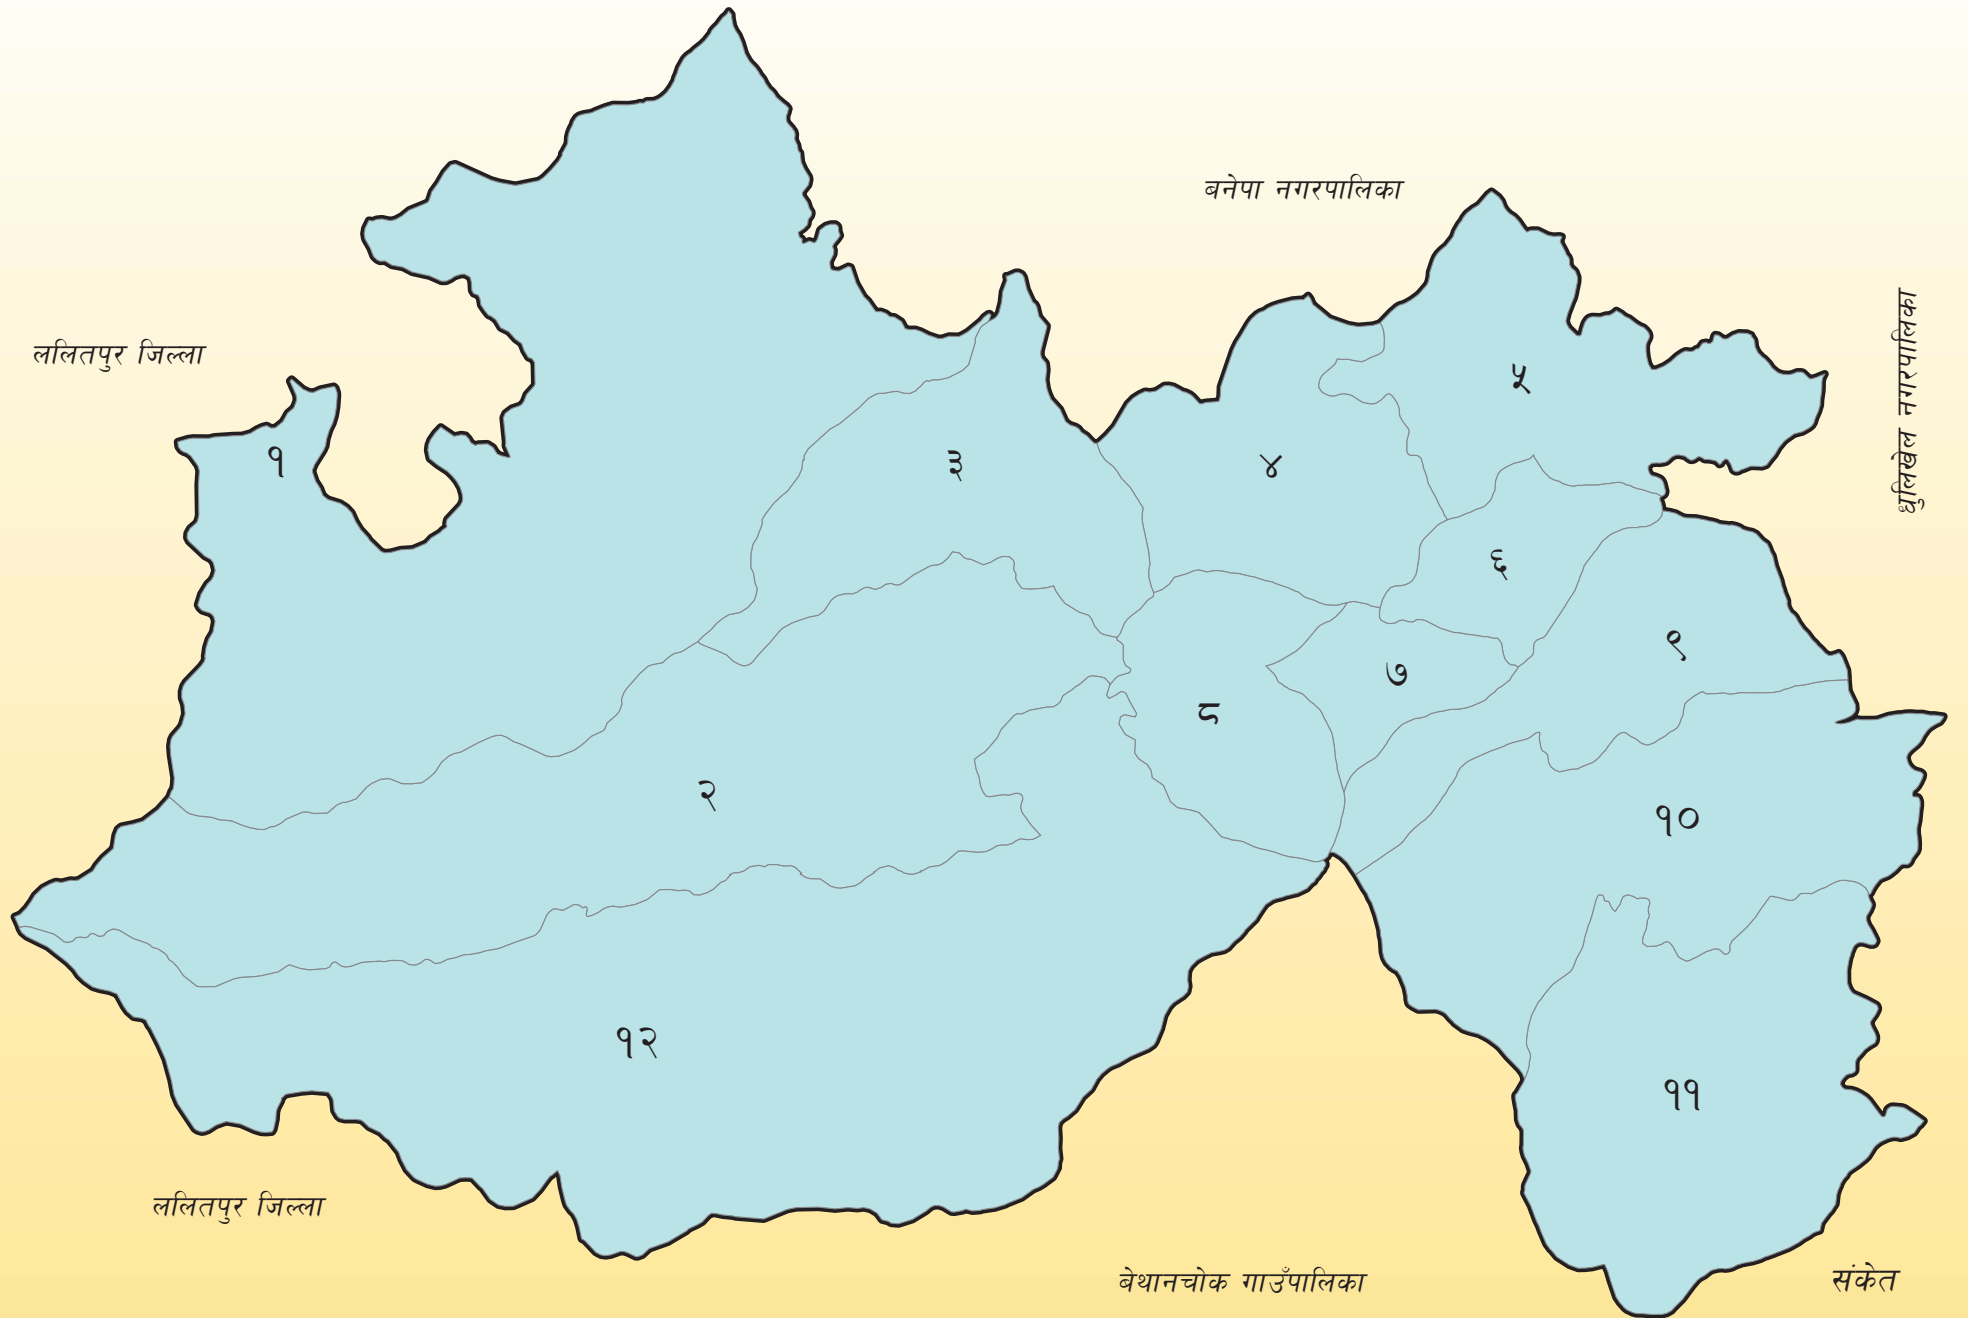 बनेपा नगरपालिका
धुलिखेल नगरपालिका
ललितपुर जिल्ला
५
१
३
४
६
९
७
८
२
१०
१२
११
ललितपुर जिल्ला
बेथानचोक गाउँपालिका
संकेत